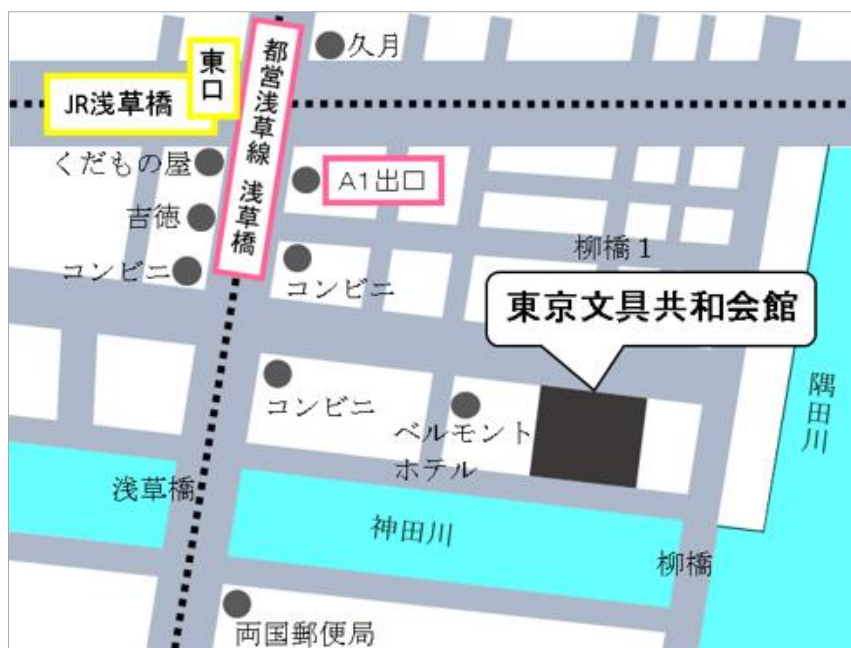 久月
東口
都営浅草線 浅草橋
JR浅草橋
くだもの屋
A1出口
吉徳
柳橋1
コンビニ
コンビニ
東京文具共和会館
隅田川
コンビニ
ベルモント
ホテル
浅草橋
神田川
柳橋
両国郵便局